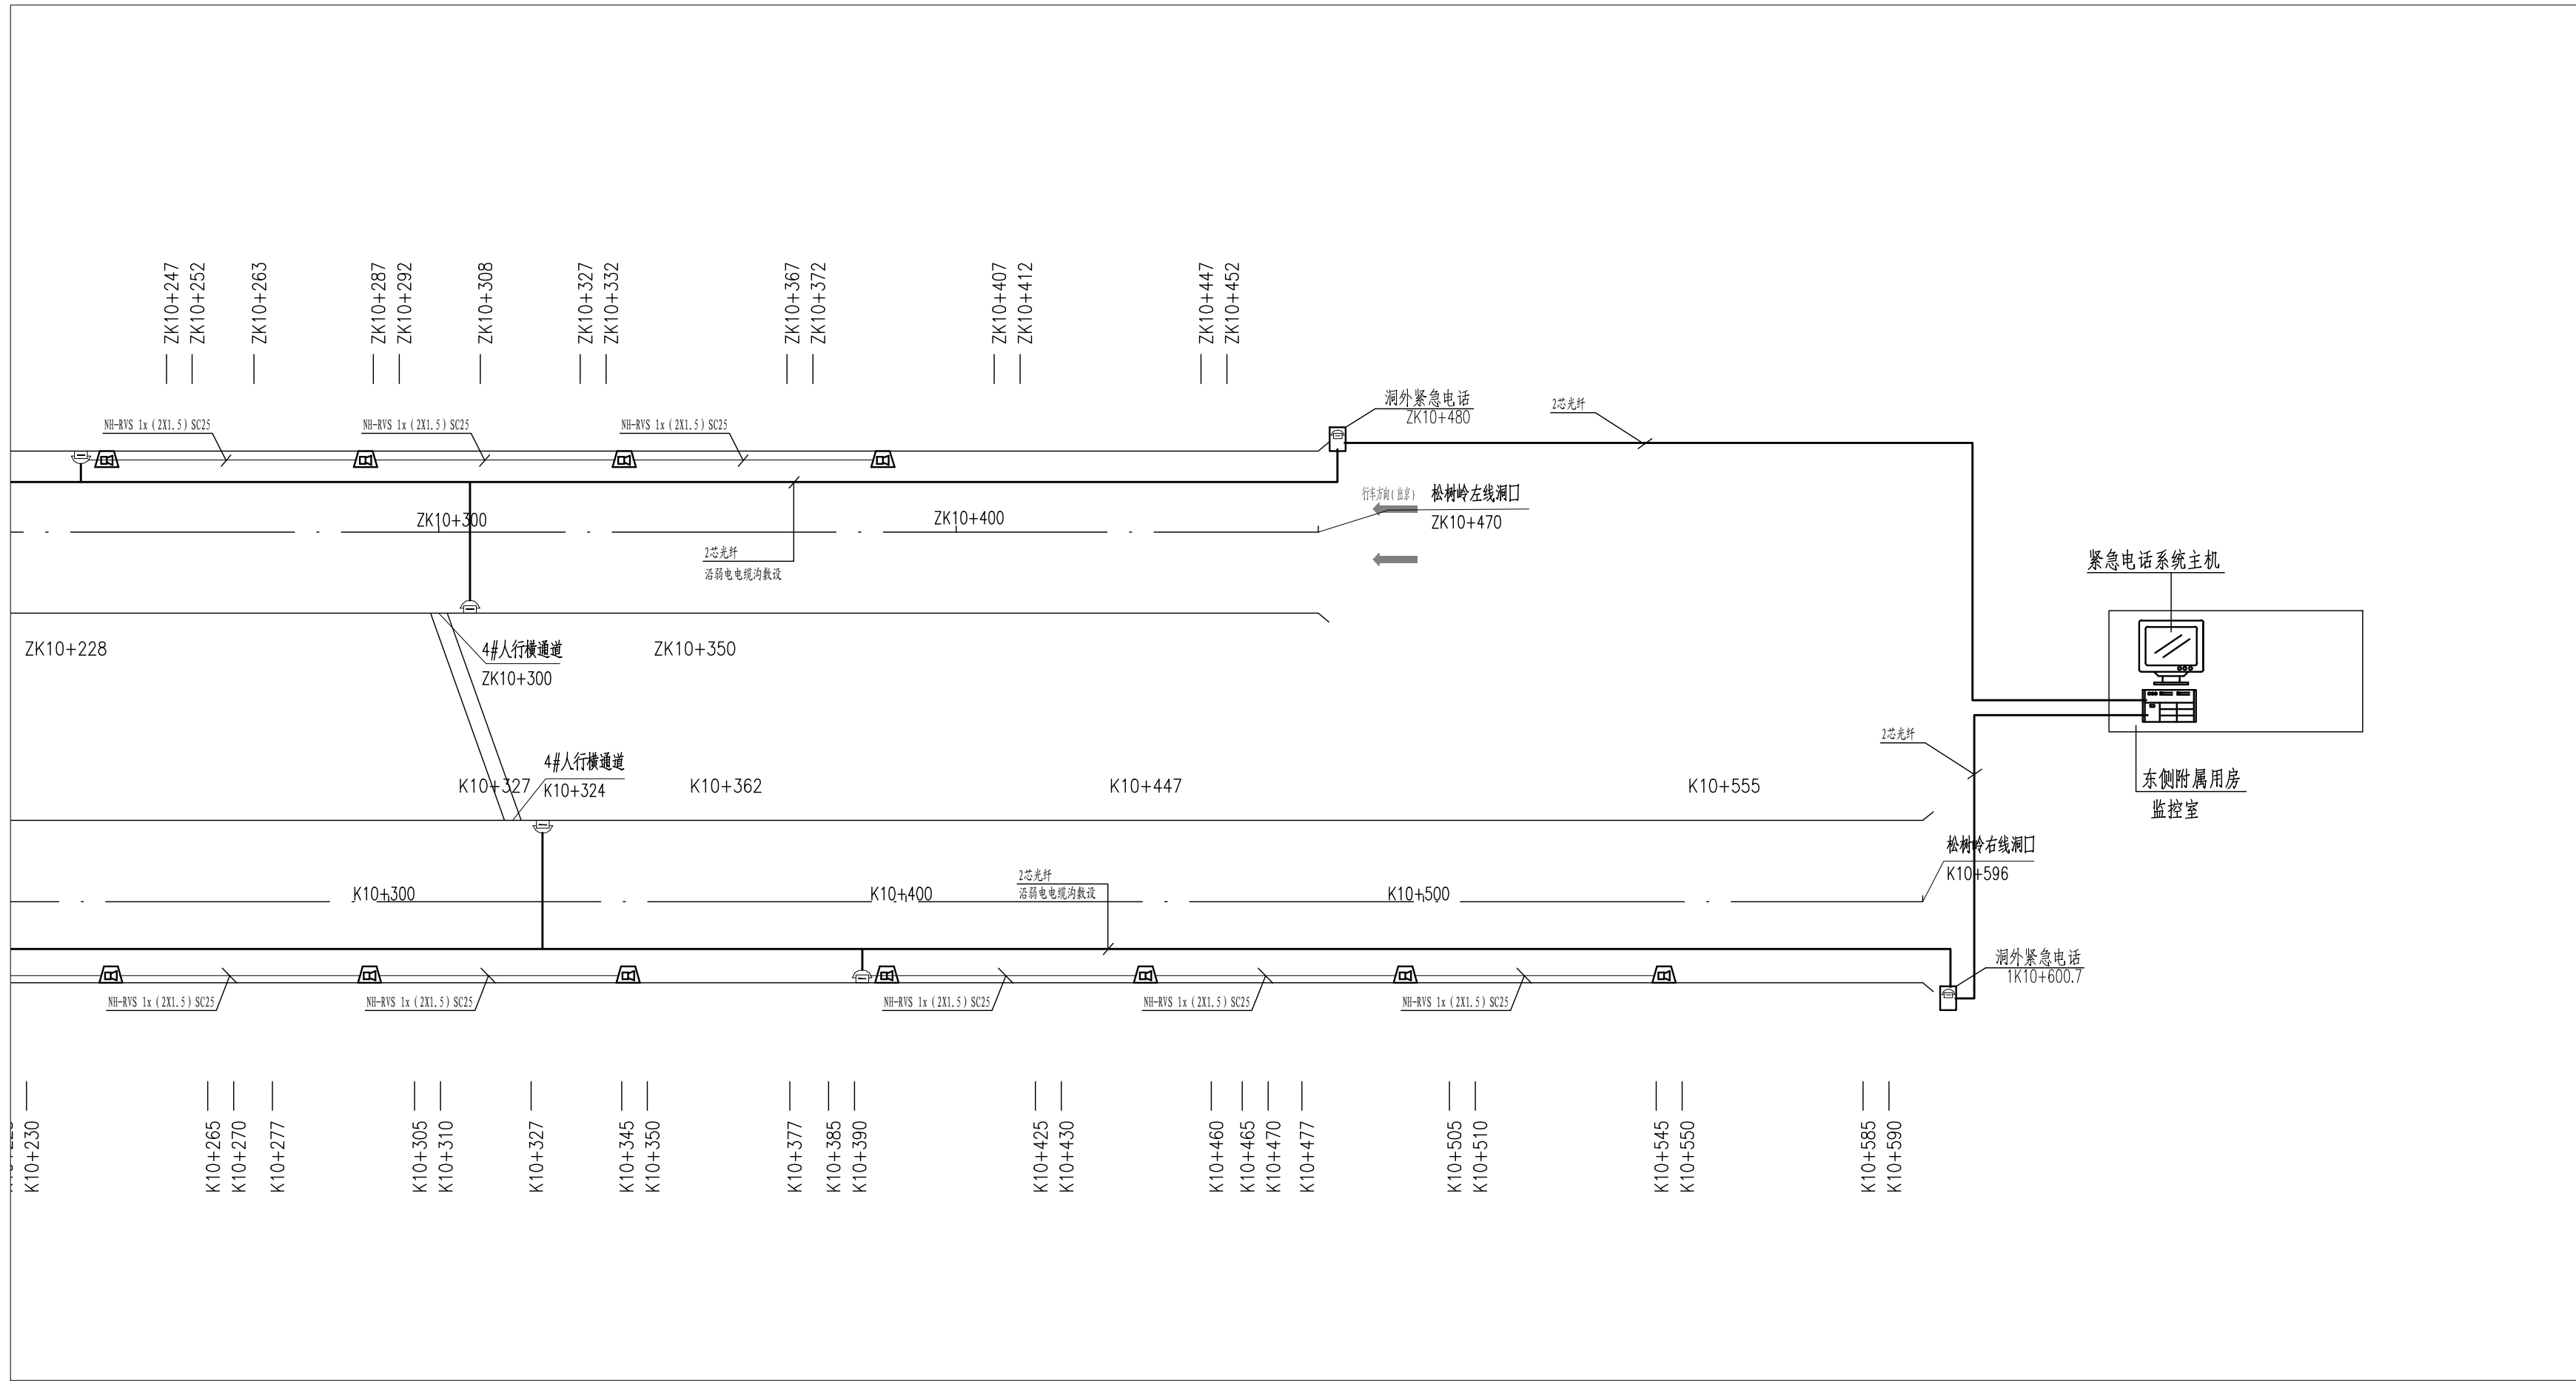 ZK10+247
ZK10+252
ZK10+263
ZK10+287
ZK10+292
ZK10+308
ZK10+327
ZK10+332
ZK10+367
ZK10+372
ZK10+407
ZK10+412
ZK10+447
ZK10+452
洞外紧急电话
ZK10+480
2芯光纤
NH-RVS 1x(2X1.5)SC25
NH-RVS 1x(2X1.5)SC25
NH-RVS 1x(2X1.5)SC25
行车方向(出京)
松树岭左线洞口
ZK10+470
ZK10+300
ZK10+400
2芯光纤
沿弱电电缆沟敷设
紧急电话系统主机
ZK10+228
4#人行横通道
ZK10+300
ZK10+350
2芯光纤
4#人行横通道
K10+324
K10+327
K10+362
K10+447
K10+555
东侧附属用房
监控室
松树岭右线洞口
K10+596
2芯光纤
沿弱电电缆沟敷设
K10+300
K10+400
K10+500
洞外紧急电话
1K10+600.7
NH-RVS 1x(2X1.5)SC25
NH-RVS 1x(2X1.5)SC25
NH-RVS 1x(2X1.5)SC25
NH-RVS 1x(2X1.5)SC25
NH-RVS 1x(2X1.5)SC25
K10+230
K10+265
K10+270
K10+277
K10+305
K10+310
K10+327
K10+345
K10+350
K10+377
K10+385
K10+390
K10+425
K10+430
K10+460
K10+465
K10+470
K10+477
K10+505
K10+510
K10+545
K10+550
K10+585
K10+590